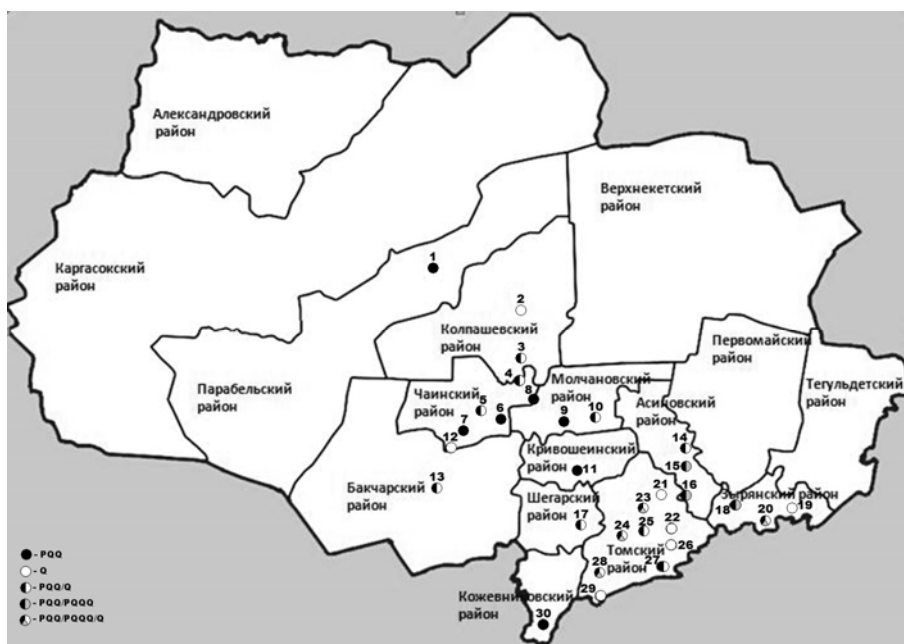 Александровский
район
Верхнекетский
район
Каргасокский
район
1
2
Колпашевский
район
3
Первомайский
район
Парабельский
район
4
Чаинский
район
5
6
7
8
Молчановский
район
9
10
Асиновский
район
Тегульдетский
район
12
Кривошеинский
район
11
14
15
Бакчарский
район
13
Шегарский
район
17
21
16
23
Зырянский район
18
20
19
24
25
22
Томский
район
26
27
28
29
Кожевниковский
район
30
- PQQ
- Q
- PQQ/Q
- PQQ/PQQQ
- PQQ/PQQQ/Q